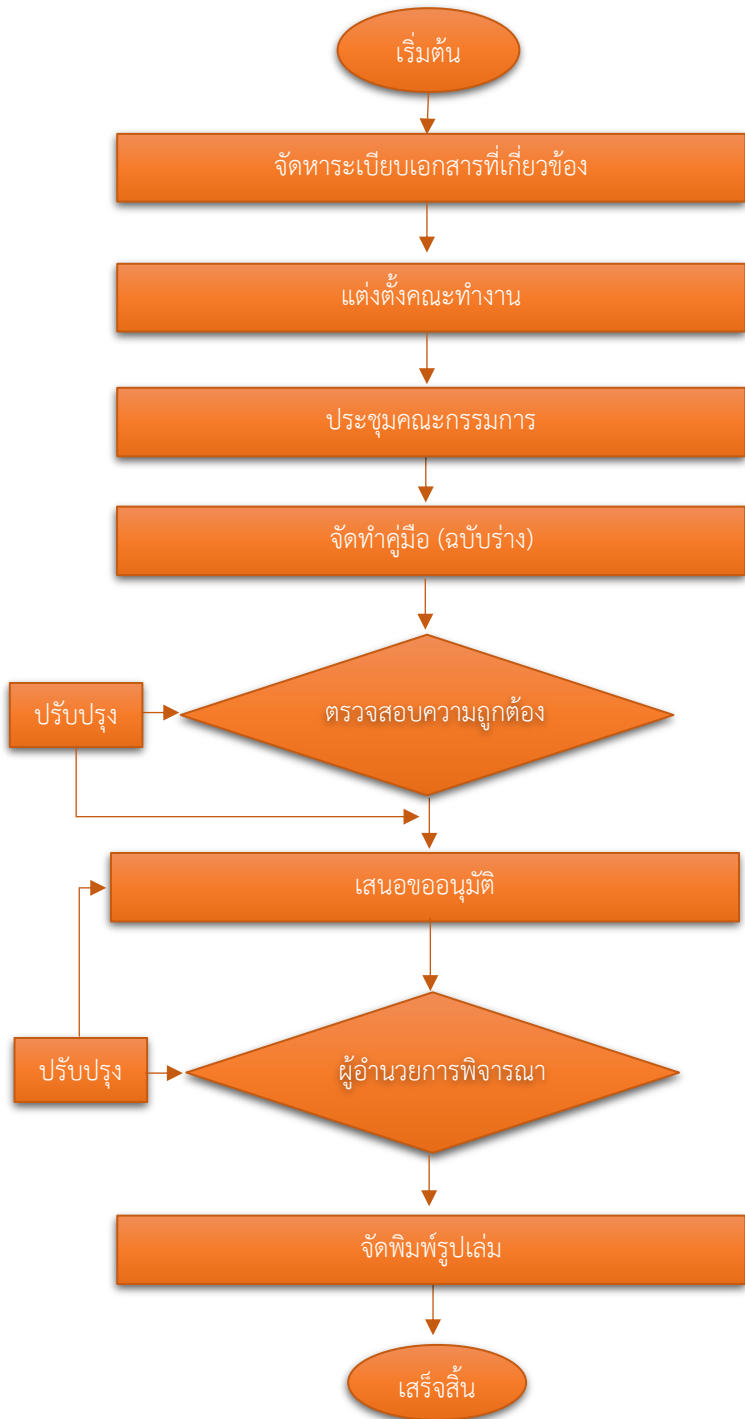 เริ่มต้น
จัดหาระเบียบเอกสารที่เกี่ยวข้อง
แต่งตั้งคณะทำงาน
ประชุมคณะกรรมการ
จัดทำคู่มือ (ฉบับร่าง)
ปรับปรุง
ตรวจสอบความถูกต้อง
เสนอขออนุมัติ
ปรับปรุง
ผู้อำนวยการพิจารณา
จัดพิมพ์รูปเล่ม
เสร็จสิ้น